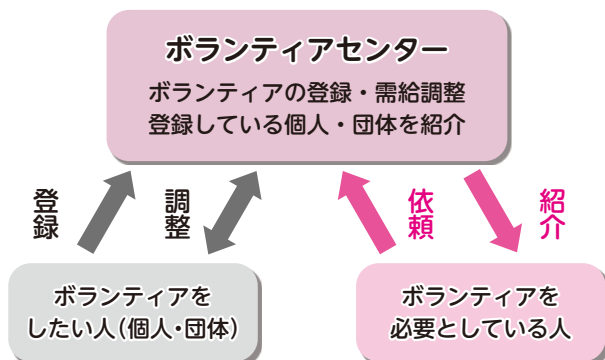 ボランティアセンター
ボランティアの登録・需給調整
登録している個人・団体を紹介
登録
調整
依頼
紹介
ボランティアを
したい人(個人・団体)
ボランティアを
必要としている人